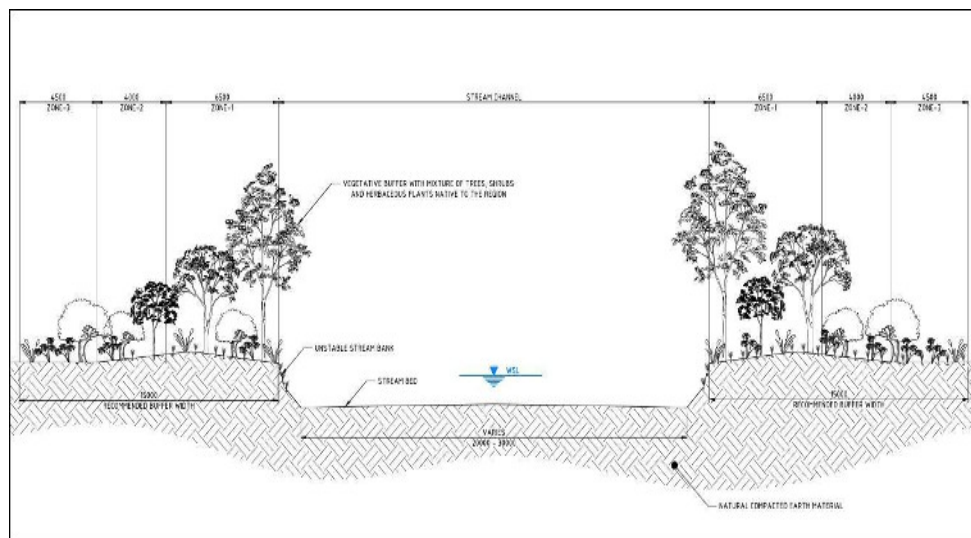 4500 4000 6500 STREAM CHANNEL 6500 4000 4500
ZONE-3 ZONE-2 ZONE-1 ZONE-1 ZONE-2 ZONE-3
VEGETATIVE BUFFER WITH MIXTURE OF TREES, SHRUBS
AND HERBACEOUS PLANTS NATIVE TO THE REGION
UNSTABLE STREAM BANK
WSL
STREAM BED
15000
RECOMMENDED BUFFER WIDTH
15000
RECOMMENDED BUFFER WIDTH
VARIES
20000 - 30000
NATURAL COMPACTED EARTH MATERIAL